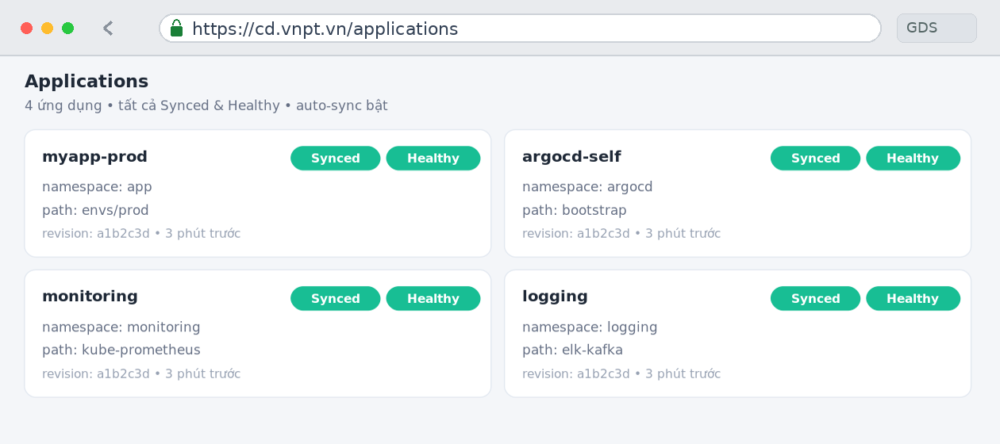 https://cd.vnpt.vn/applications
GDS
Applications
4 ứng dụng • tất cả Synced & Healthy • auto-sync bật
myapp-prod Synced Healthy
namespace: app
path: envs/prod
revision: a1b2c3d • 3 phút trước
argocd-self Synced Healthy
namespace: argocd
path: bootstrap
revision: a1b2c3d • 3 phút trước
monitoring Synced Healthy
namespace: monitoring
path: kube-prometheus
revision: a1b2c3d • 3 phút trước
logging Synced Healthy
namespace: logging
path: elk-kafka
revision: a1b2c3d • 3 phút trước